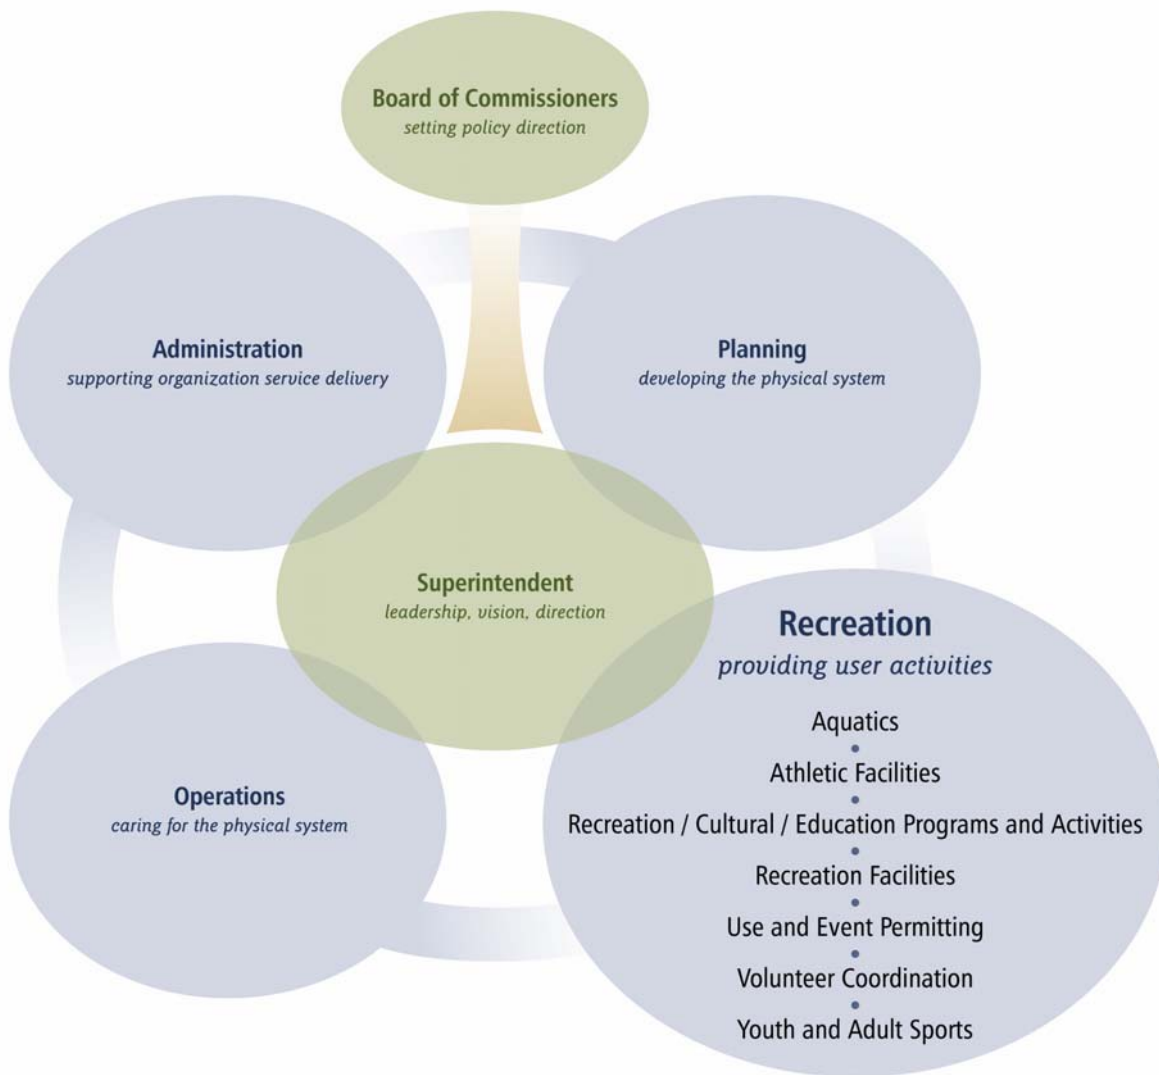 Board of Commissioners
setting policy direction
Administration
supporting organization service delivery
Planning
developing the physical system
Superintendent
leadership, vision, direction
Recreation
providing user activities
Aquatics
Athletic Facilities
Recreation / Cultural / Education Programs and Activities
Recreation Facilities
Use and Event Permitting
Volunteer Coordination
Youth and Adult Sports
Operations
caring for the physical system